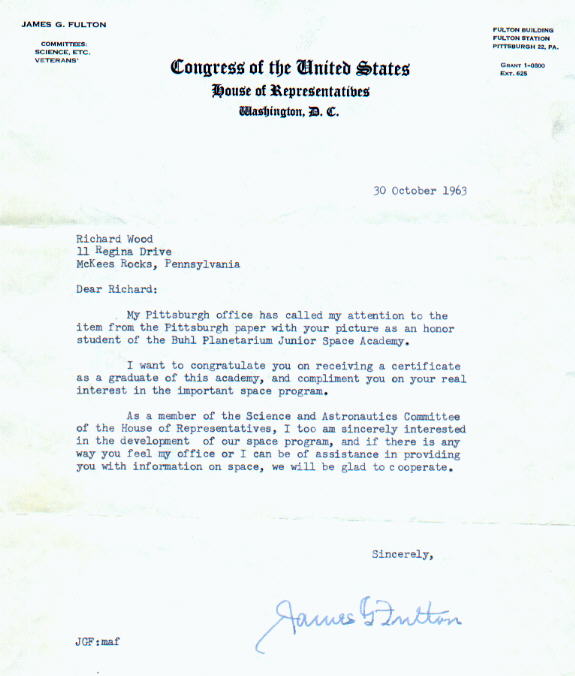 JAMES G. FULTON
COMMITTEES:
SCIENCE, ETC.
VETERANS'
FULTON BUILDING
FULTON STATION
PITTSBURGH 22, PA.
GRANT 1-0800
EXT. 625
Congress of the United States
House of Representatives
Washington, D. C.
30 October 1963
Richard Wood
11 Regina Drive
McKees Rocks, Pennsylvania
Dear Richard:
My Pittsburgh office has called my attention to the
item from the Pittsburgh paper with your picture as an honor
student of the Buhl Planetarium Junior Space Academy.
I want to congratulate you on receiving a certificate
as a graduate of this academy, and compliment you on your real
interest in the important space program.
As a member of the Science and Astronautics Committee
of the House of Representatives, I too am sincerely interested
in the development of our space program, and if there is any
way you feel my office or I can be of assistance in providing
you with information on space, we will be glad to cooperate.
Sincerely,
James G Fulton
JGF:maf